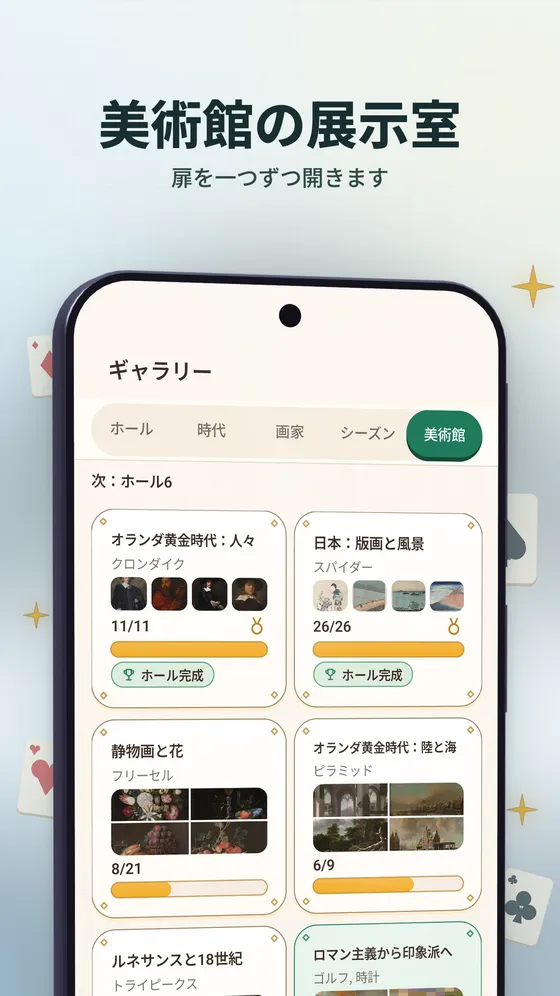 美術館の展示室
扉を一つずつ開きます
ギャラリー
ホール
時代
画家
シーズン
美術館
次：ホール6
オランダ黄金時代：人々
クロンダイク
11/11
ホール完成
日本：版画と風景
スパイダー
26/26
ホール完成
静物画と花
フリーセル
8/21
オランダ黄金時代：陸と海
ピラミッド
6/9
ルネサンスと18世紀
トライピークス
ロマン主義から印象派へ
ゴルフ, 時計